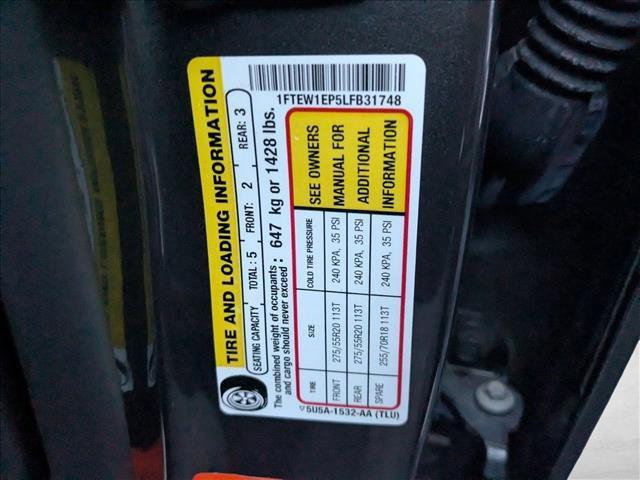 1FTEW1EP5LFB31748
TIRE AND LOADING INFORMATION
SEATING CAPACITY TOTAL: 5 FRONT: 2 REAR: 3
The combined weight of occupants
and cargo should never exceed : 647 kg or 1428 lbs.
TIRE SIZE COLD TIRE PRESSURE SEE OWNERS
FRONT 275/55R20 113T 240 KPA, 35 PSI MANUAL FOR
REAR 275/55R20 113T 240 KPA, 35 PSI ADDITIONAL
SPARE 255/70R18 113T 240 KPA, 35 PSI INFORMATION
5U5A-1532-AA (TLU)